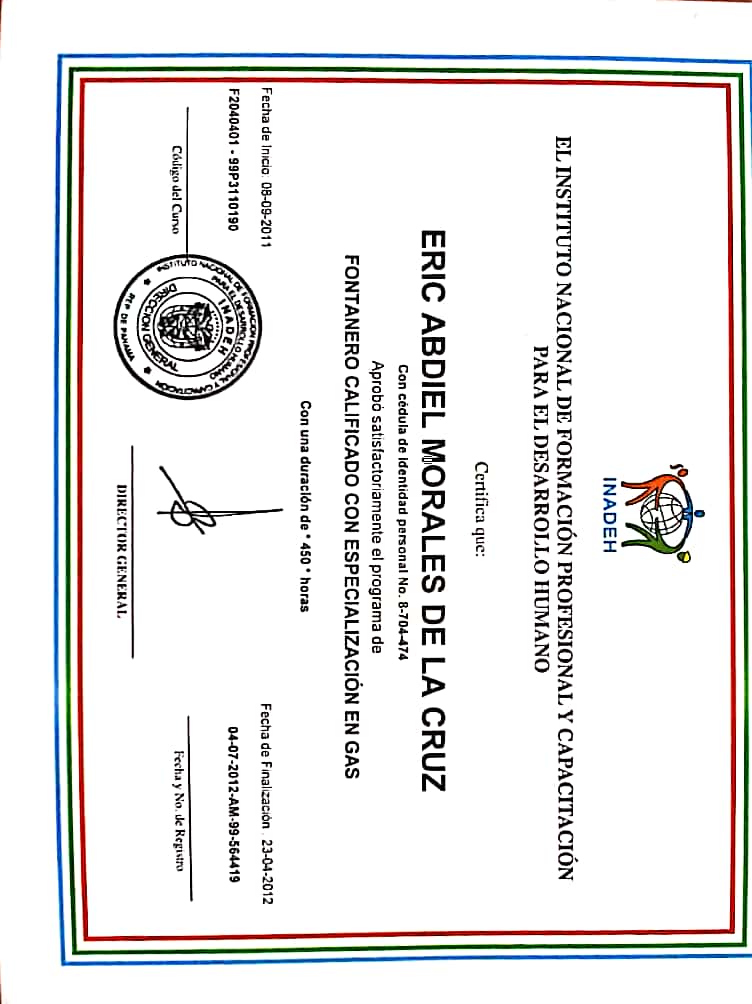 INADEH
EL INSTITUTO NACIONAL DE FORMACIÓN PROFESIONAL Y CAPACITACIÓN
PARA EL DESARROLLO HUMANO
Certifica que:
ERIC ABDIEL MORALES DE LA CRUZ
Con cédula de identidad personal No. 8-704-474
Aprobó satisfactoriamente el programa de
FONTANERO CALIFICADO CON ESPECIALIZACIÓN EN GAS
Con una duración de * 450 * horas
Fecha de Inicio: 08-09-2011
Fecha de Finalización : 23-04-2012
F2040401 - 99P3110190
04-07-2012-AM-99-564419
Código del Curso
Fecha y No. de Registro
INSTITUTO NACIONAL DE FORMACION PROFESIONAL Y CAPACITACION
PARA EL DESARROLLO HUMANO
INADEH
DIRECCION GENERAL
REP DE PANAMA
DIRECTOR GENERAL